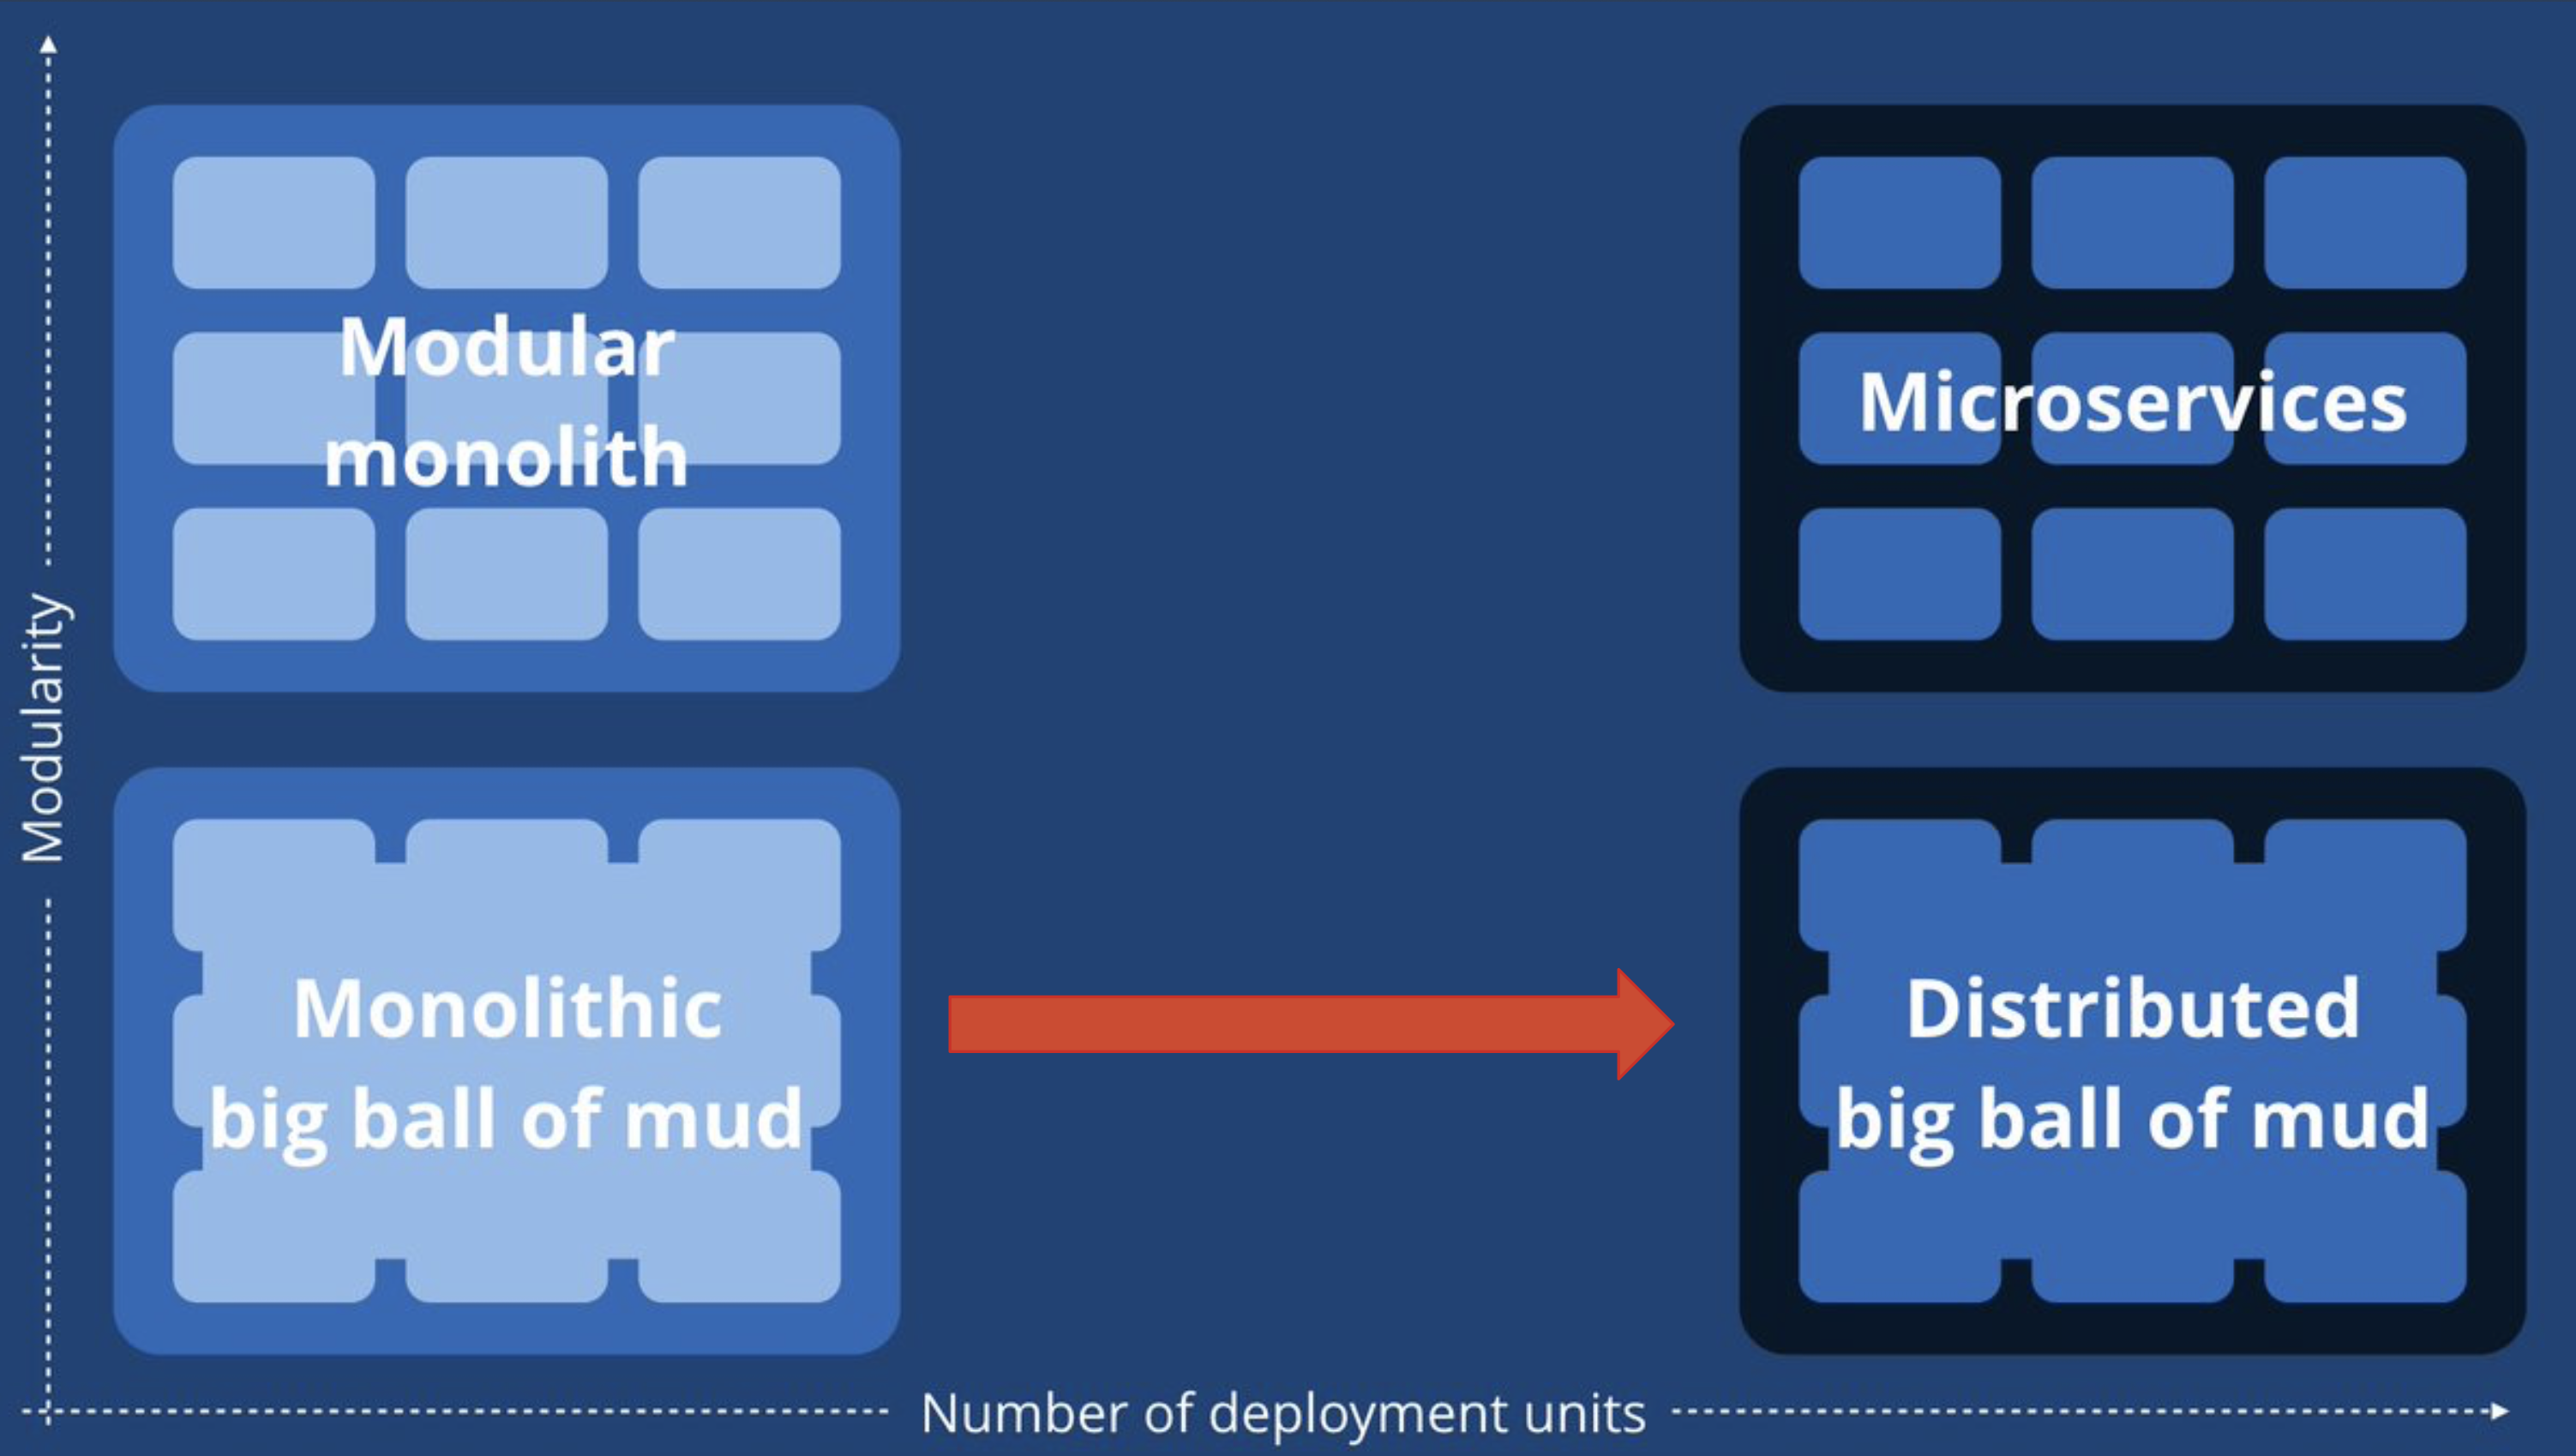 Modular
monolith
Microservices
Modularity
Monolithic
big ball of mud
Distributed
big ball of mud
Number of deployment units